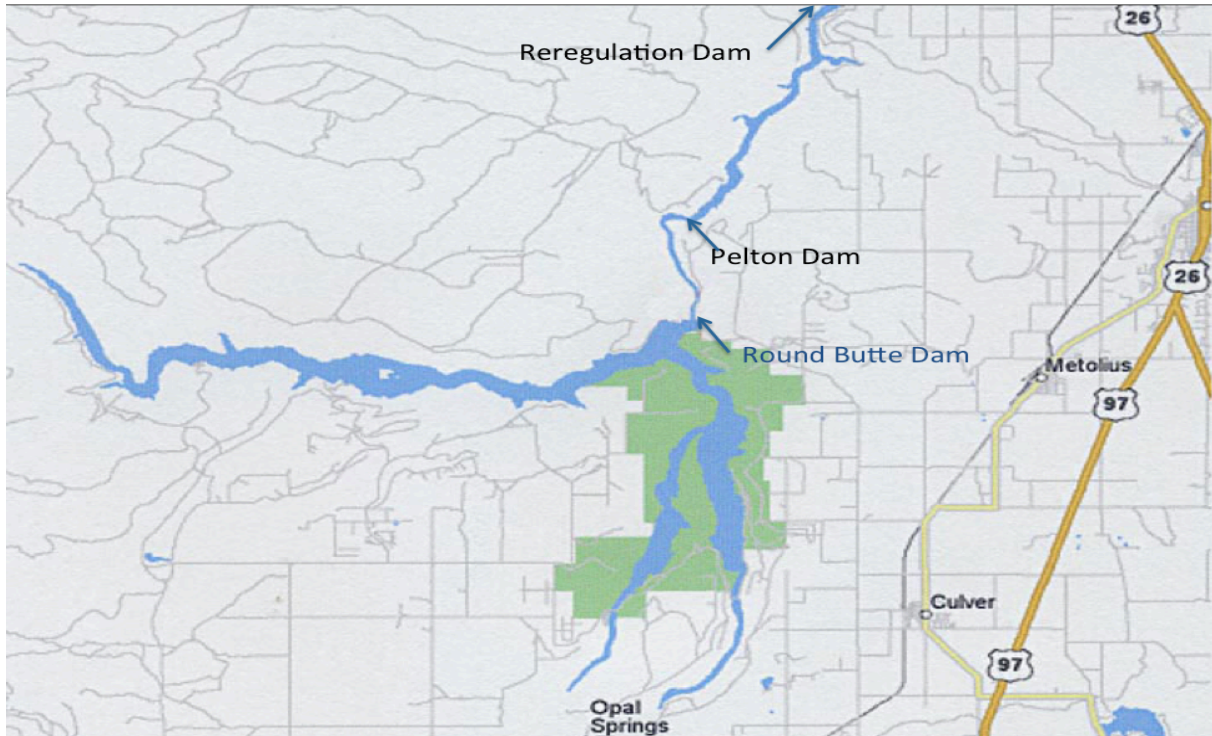 26
Reregulation Dam
Pelton Dam
26
Round Butte Dam
Metolius
97
Culver
97
Opal
Springs